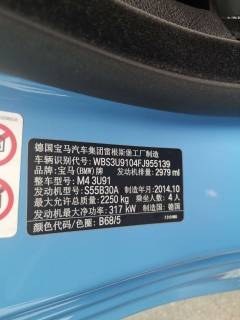 德国宝马汽车集团雷根斯堡工厂制造
车辆识别代号: WBS3U9104FJ955139
品牌: 宝马(BMW)牌 发动机排量: 2979 ml
整车型号: M4 3U91
发动机型号: S55B30A 制造年月: 2014.10
最大允许总质量: 2250 kg 乘坐人数: 4 人
发动机最大净功率: 317 kW 制造国: 德国
颜色代码/色圈: B68/5